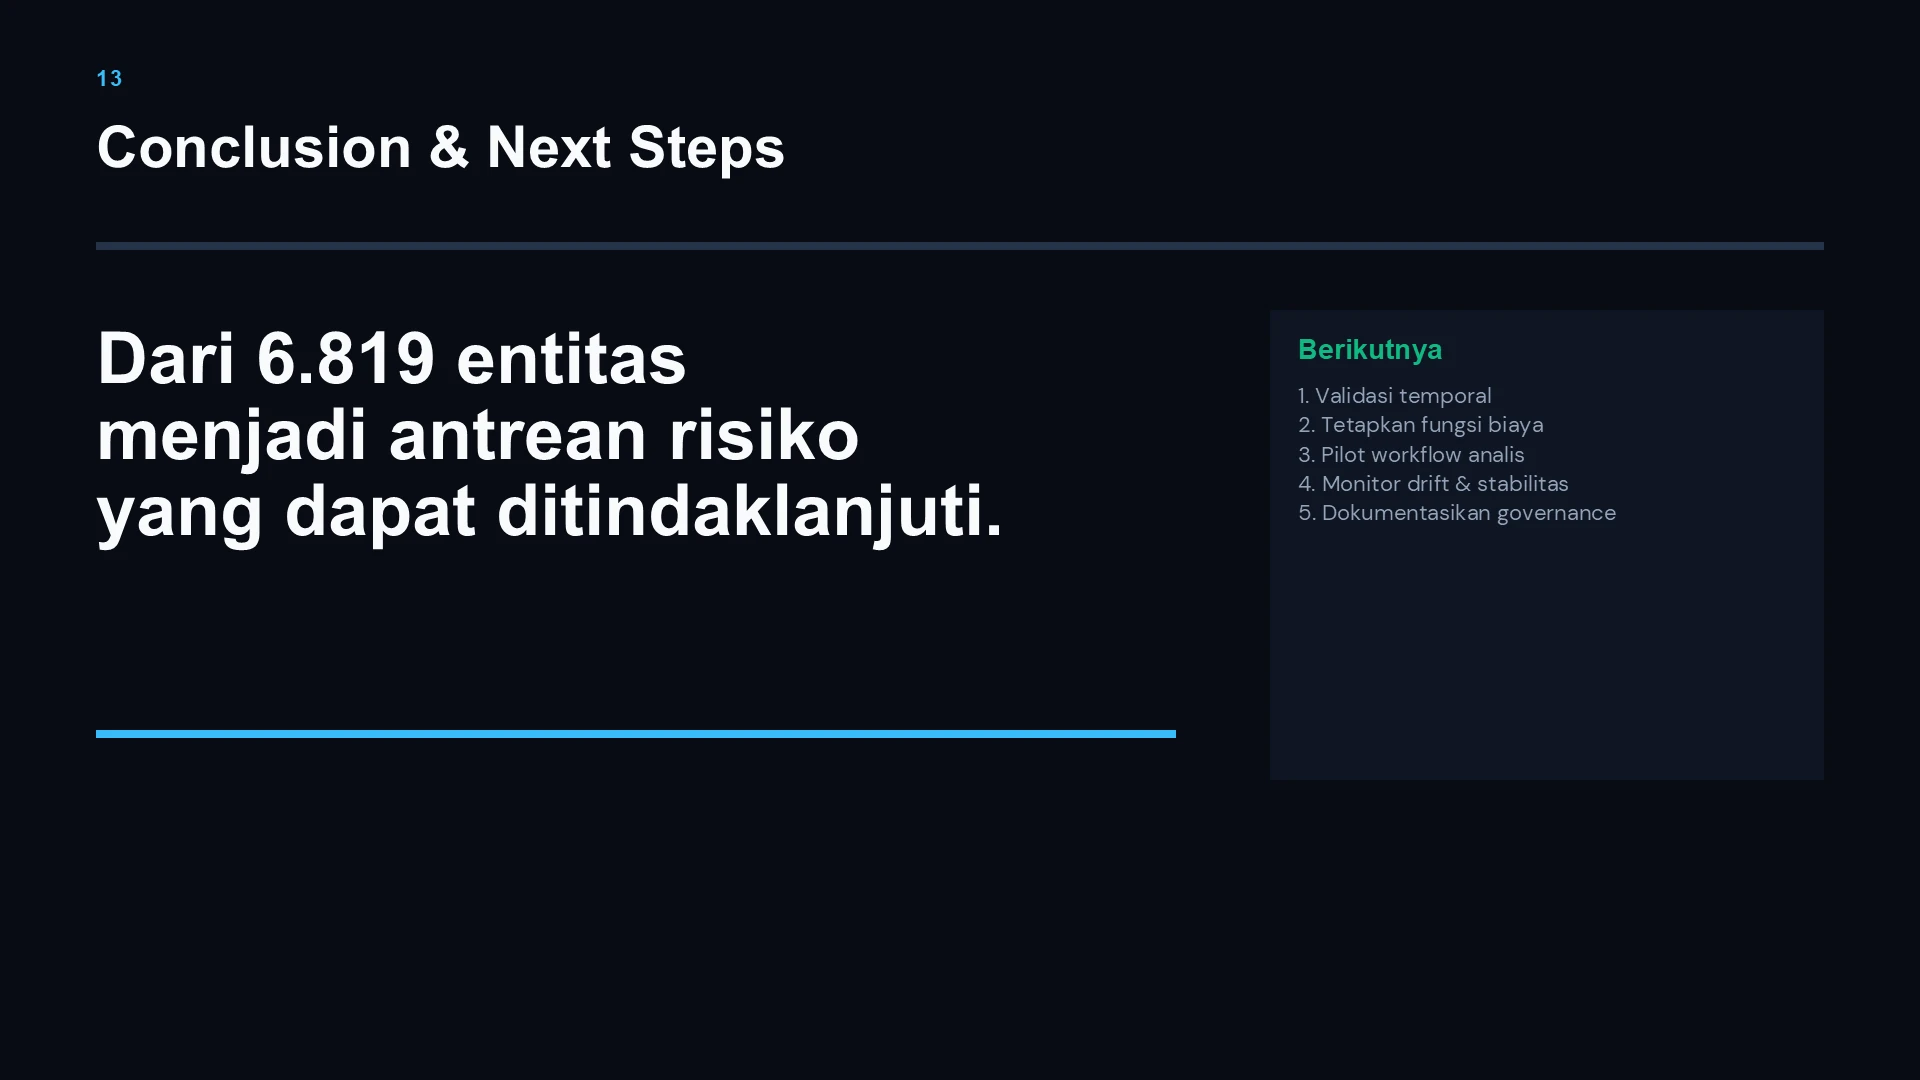 13
Conclusion & Next Steps
Dari 6.819 entitas
menjadi antrean risiko
yang dapat ditindaklanjuti.
Berikutnya
1. Validasi temporal
2. Tetapkan fungsi biaya
3. Pilot workflow analis
4. Monitor drift & stabilitas
5. Dokumentasikan governance